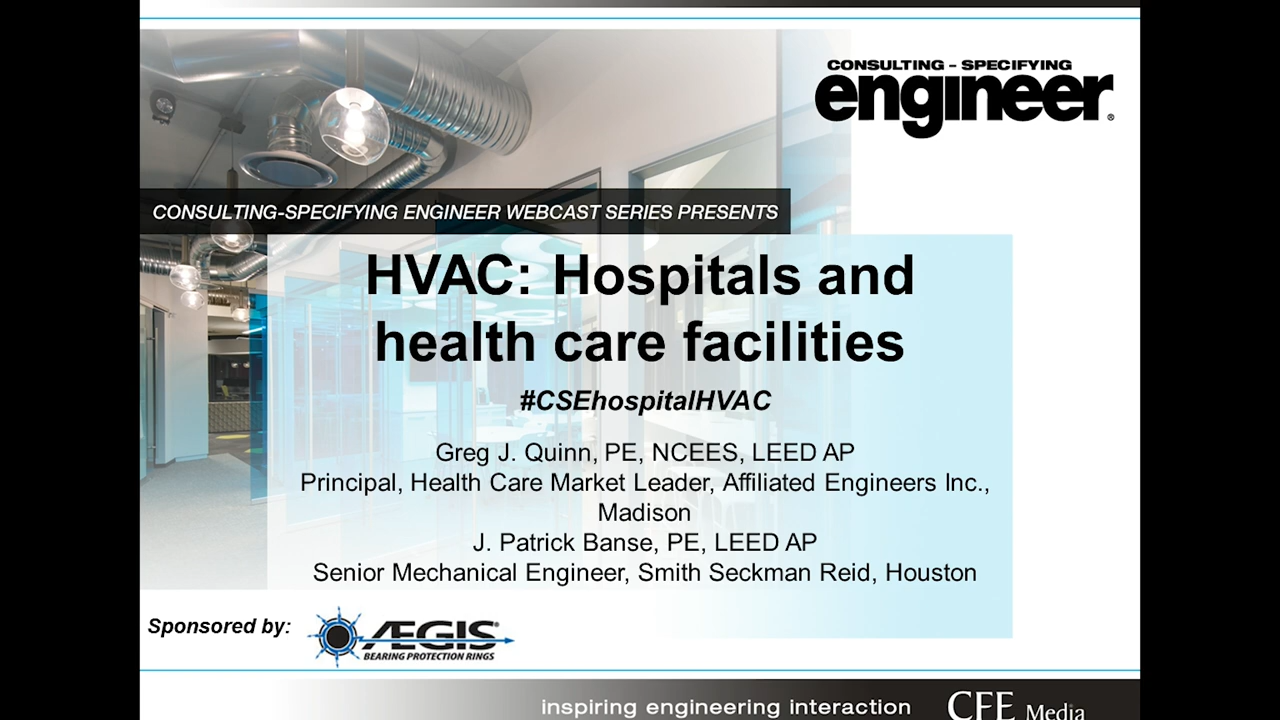 CONSULTING - SPECIFYING
engineer®
CONSULTING-SPECIFYING ENGINEER WEBCAST SERIES PRESENTS
HVAC: Hospitals and
health care facilities
#CSEhospitalHVAC
Greg J. Quinn, PE, NCEES, LEED AP
Principal, Health Care Market Leader, Affiliated Engineers Inc.,
Madison
J. Patrick Banse, PE, LEED AP
Senior Mechanical Engineer, Smith Seckman Reid, Houston
Sponsored by:
ÆGIS®
BEARING PROTECTION RINGS
inspiring engineering interaction
CFE Media